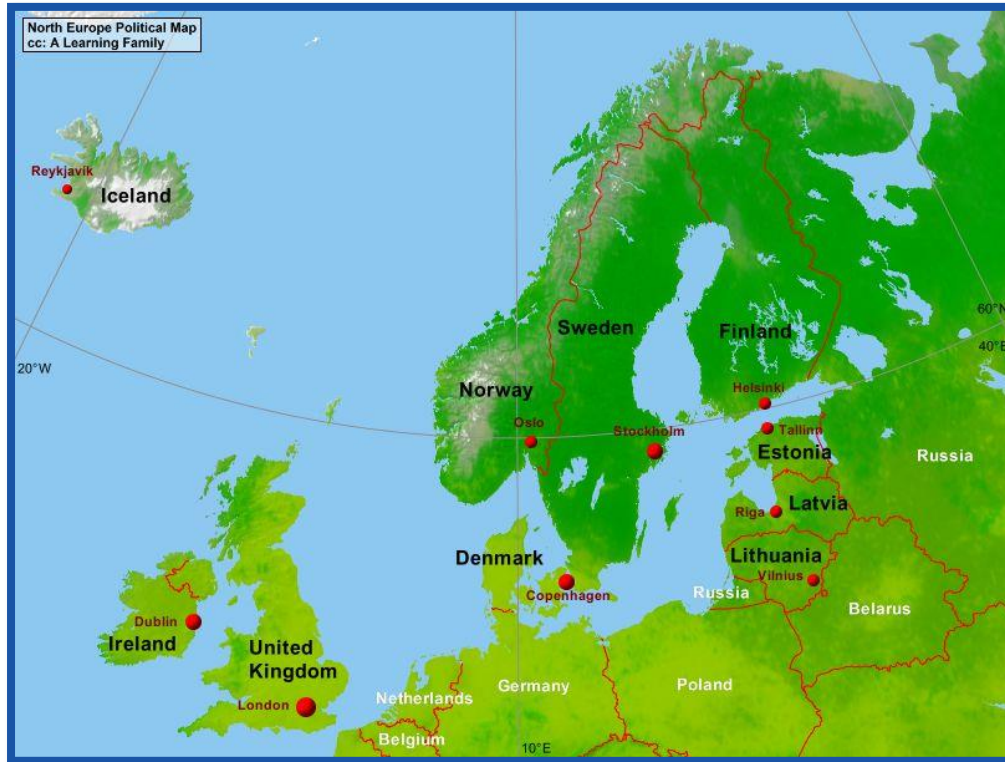 North Europe Political Map
cc: A Learning Family
Reykjavik
Iceland
60°N
40°E
20°W
Sweden
Finland
Norway
Helsinki
Oslo
Stockholm
Tallinn
Estonia
Russia
Riga
Latvia
Denmark
Lithuania
Vilnius
Russia
Copenhagen
Belarus
Dublin
Ireland
United
Kingdom
London
Netherlands
Germany
Poland
Belgium
10°E